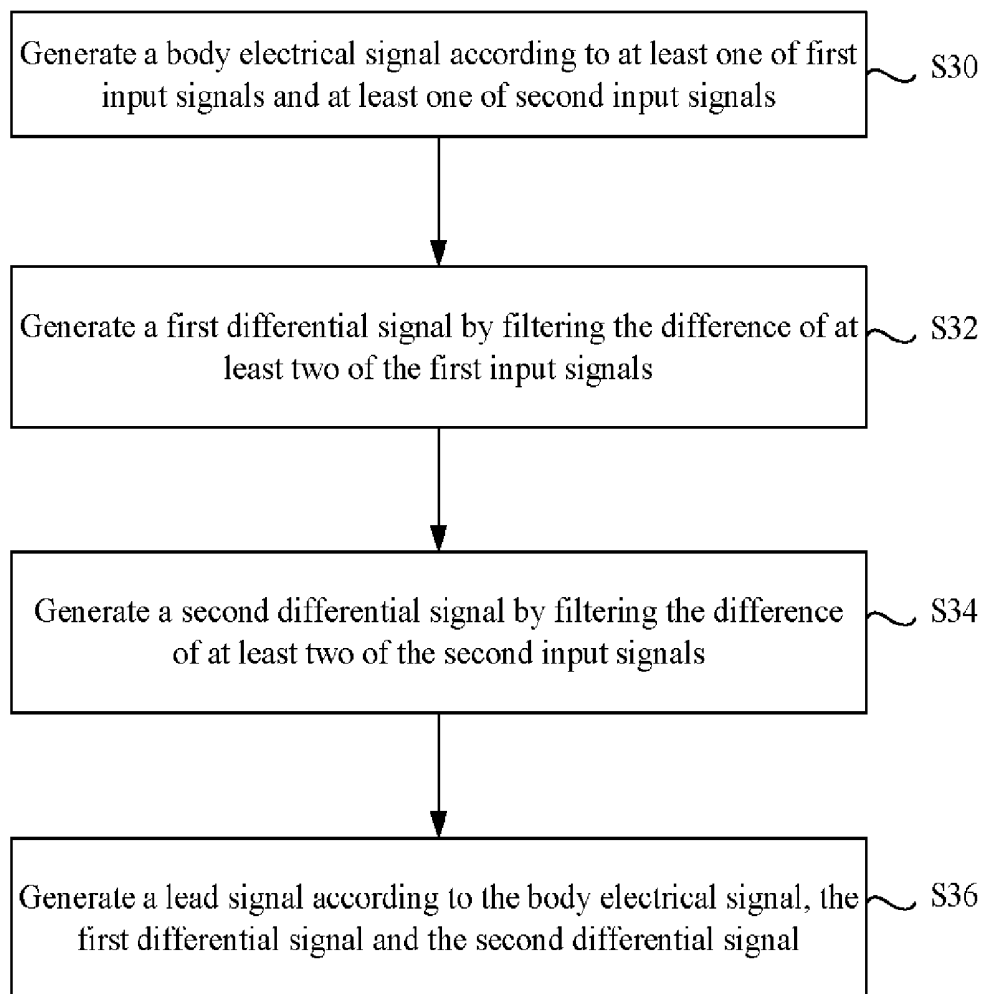 Generate a body electrical signal according to at least one of first
input signals and at least one of second input signals
S30
Generate a first differential signal by filtering the difference of at
least two of the first input signals
S32
Generate a second differential signal by filtering the difference
of at least two of the second input signals
S34
Generate a lead signal according to the body electrical signal, the
first differential signal and the second differential signal
S36